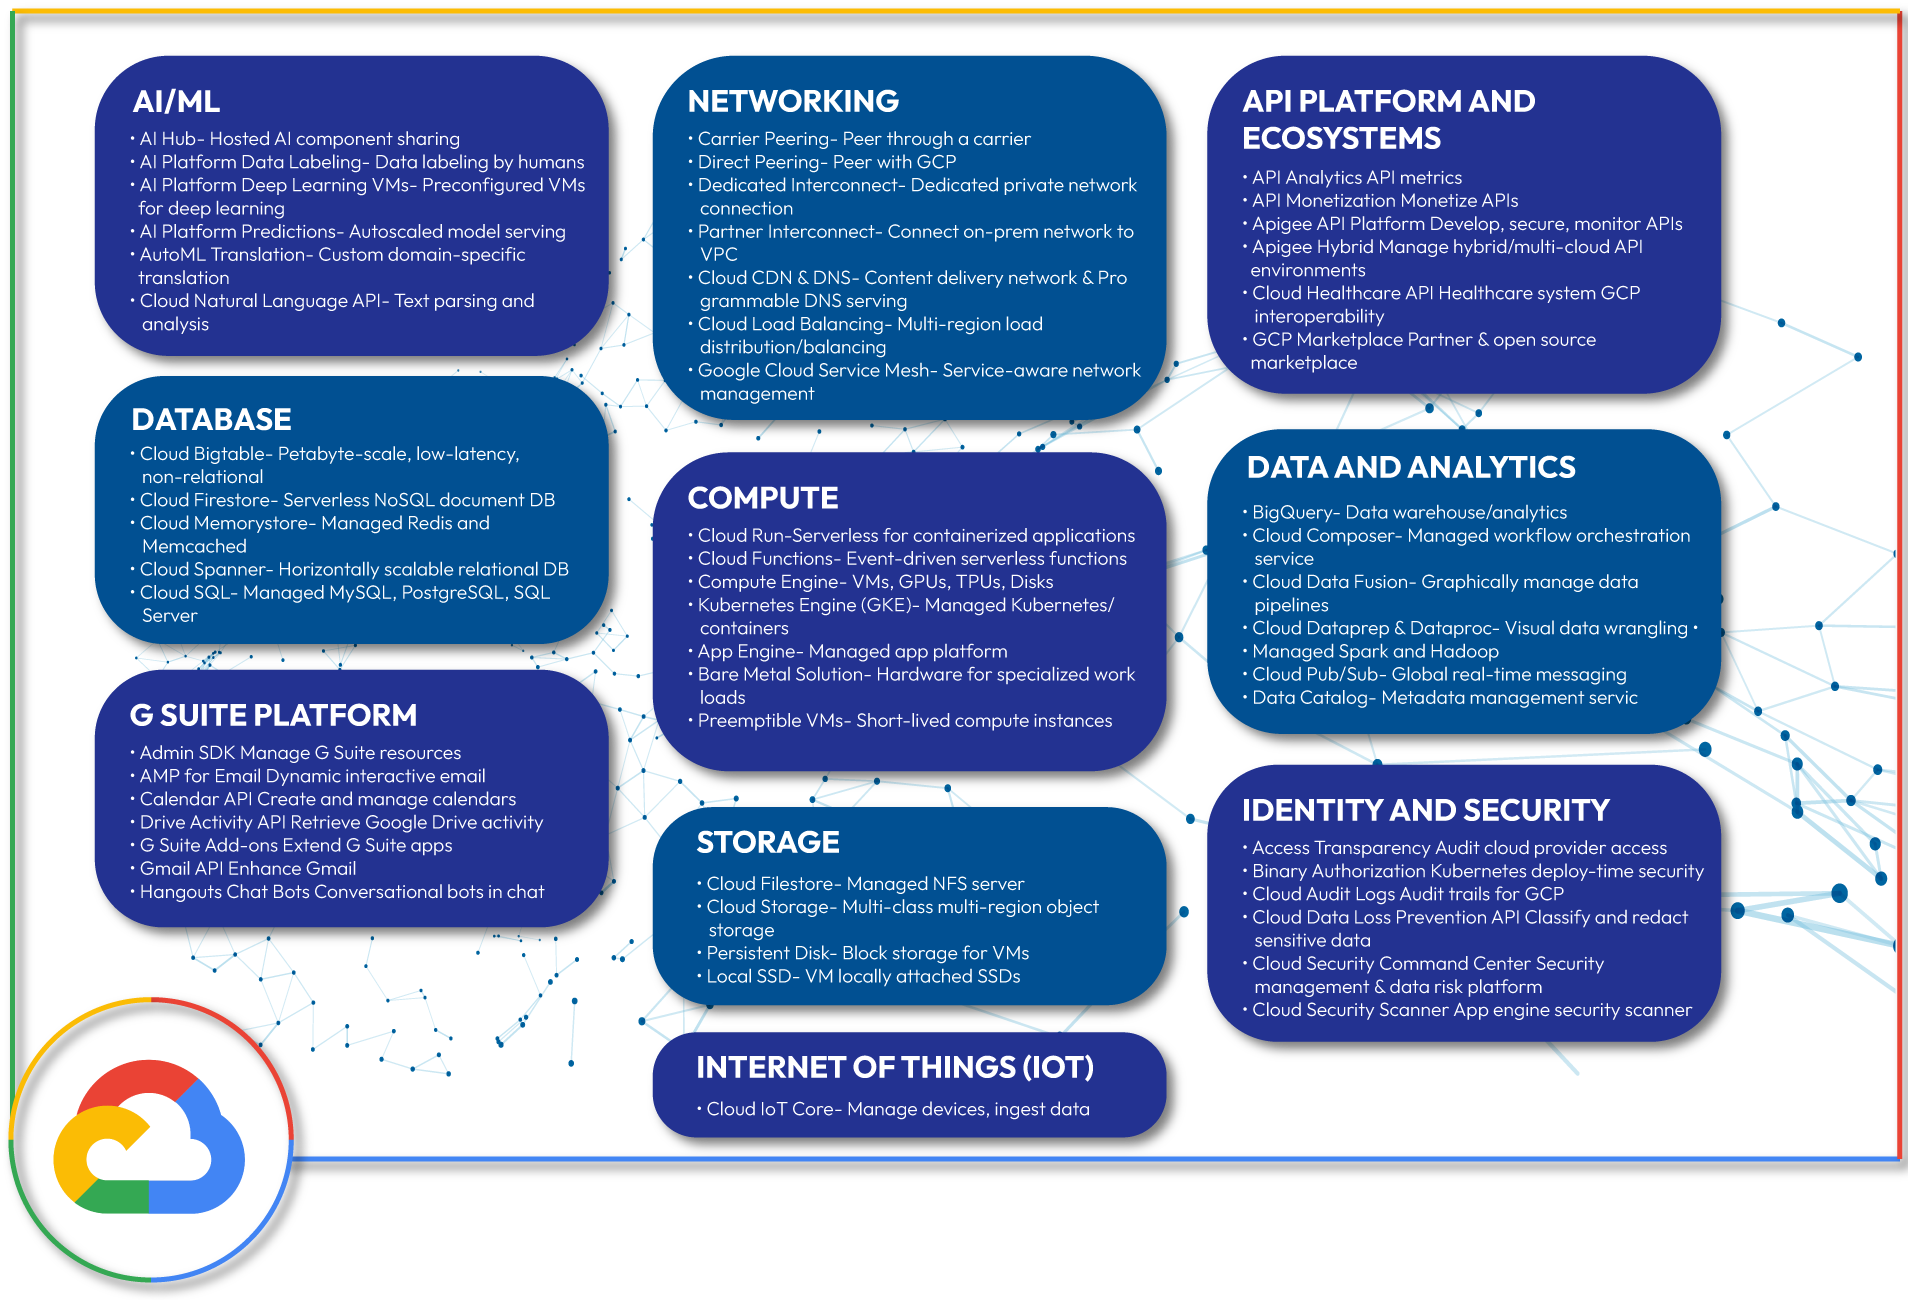 AI/ML
• AI Hub- Hosted AI component sharing
• AI Platform Data Labeling- Data labeling by humans
• AI Platform Deep Learning VMs- Preconfigured VMs
for deep learning
• AI Platform Predictions- Autoscaled model serving
• AutoML Translation- Custom domain-specific
translation
• Cloud Natural Language API- Text parsing and
analysis
DATABASE
• Cloud Bigtable- Petabyte-scale, low-latency,
non-relational
• Cloud Firestore- Serverless NoSQL document DB
• Cloud Memorystore- Managed Redis and
Memcached
• Cloud Spanner- Horizontally scalable relational DB
• Cloud SQL- Managed MySQL, PostgreSQL, SQL
Server
G SUITE PLATFORM
• Admin SDK Manage G Suite resources
• AMP for Email Dynamic interactive email
• Calendar API Create and manage calendars
• Drive Activity API Retrieve Google Drive activity
• G Suite Add-ons Extend G Suite apps
• Gmail API Enhance Gmail
• Hangouts Chat Bots Conversational bots in chat
NETWORKING
• Carrier Peering- Peer through a carrier
• Direct Peering- Peer with GCP
• Dedicated Interconnect- Dedicated private network
connection
• Partner Interconnect- Connect on-prem network to
VPC
• Cloud CDN & DNS- Content delivery network & Pro
grammable DNS serving
• Cloud Load Balancing- Multi-region load
distribution/balancing
• Google Cloud Service Mesh- Service-aware network
management
COMPUTE
• Cloud Run-Serverless for containerized applications
• Cloud Functions- Event-driven serverless functions
• Compute Engine- VMs, GPUs, TPUs, Disks
• Kubernetes Engine (GKE)- Managed Kubernetes/
containers
• App Engine- Managed app platform
• Bare Metal Solution- Hardware for specialized work
loads
• Preemptible VMs- Short-lived compute instances
STORAGE
• Cloud Filestore- Managed NFS server
• Cloud Storage- Multi-class multi-region object
storage
• Persistent Disk- Block storage for VMs
• Local SSD- VM locally attached SSDs
INTERNET OF THINGS (IOT)
• Cloud IoT Core- Manage devices, ingest data
API PLATFORM AND
ECOSYSTEMS
• API Analytics API metrics
• API Monetization Monetize APIs
• Apigee API Platform Develop, secure, monitor APIs
• Apigee Hybrid Manage hybrid/multi-cloud API
environments
• Cloud Healthcare API Healthcare system GCP
interoperability
• GCP Marketplace Partner & open source
marketplace
DATA AND ANALYTICS
• BigQuery- Data warehouse/analytics
• Cloud Composer- Managed workflow orchestration
service
• Cloud Data Fusion- Graphically manage data
pipelines
• Cloud Dataprep & Dataproc- Visual data wrangling •
• Managed Spark and Hadoop
• Cloud Pub/Sub- Global real-time messaging
• Data Catalog- Metadata management servic
IDENTITY AND SECURITY
• Access Transparency Audit cloud provider access
• Binary Authorization Kubernetes deploy-time security
• Cloud Audit Logs Audit trails for GCP
• Cloud Data Loss Prevention API Classify and redact
sensitive data
• Cloud Security Command Center Security
management & data risk platform
• Cloud Security Scanner App engine security scanner